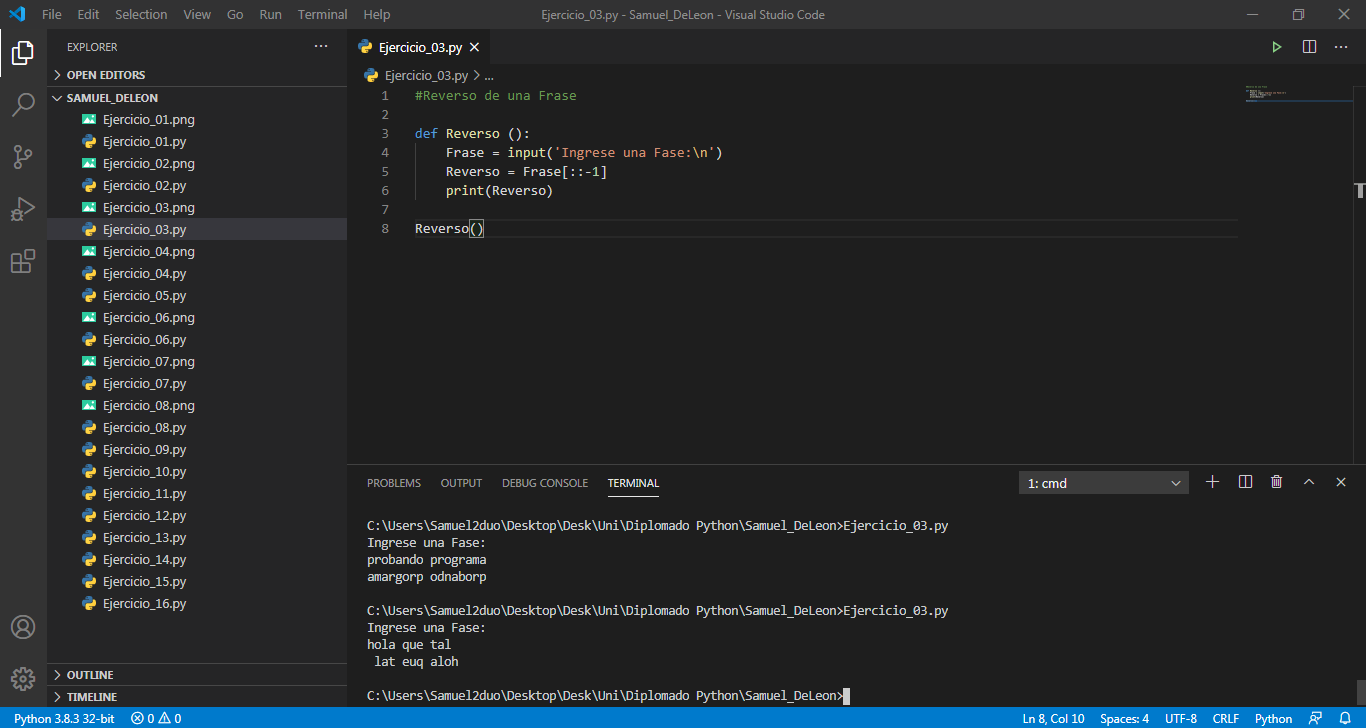 File Edit Selection View Go Run Terminal Help Ejercicio_03.py - Samuel_DeLeon - Visual Studio Code
EXPLORER
OPEN EDITORS
SAMUEL_DELEON
Ejercicio_01.png
Ejercicio_01.py
Ejercicio_02.png
Ejercicio_02.py
Ejercicio_03.png
Ejercicio_03.py
Ejercicio_04.png
Ejercicio_04.py
Ejercicio_05.py
Ejercicio_06.png
Ejercicio_06.py
Ejercicio_07.png
Ejercicio_07.py
Ejercicio_08.png
Ejercicio_08.py
Ejercicio_09.py
Ejercicio_10.py
Ejercicio_11.py
Ejercicio_12.py
Ejercicio_13.py
Ejercicio_14.py
Ejercicio_15.py
Ejercicio_16.py
OUTLINE
TIMELINE
Ejercicio_03.py
Ejercicio_03.py > ...
1 #Reverso de una Frase
2
3 def Reverso ():
4     Frase = input('Ingrese una Fase:\n')
5     Reverso = Frase[::-1]
6     print(Reverso)
7
8 Reverso()
PROBLEMS OUTPUT DEBUG CONSOLE TERMINAL 1: cmd
C:\Users\Samuel2duo\Desktop\Desk\Uni\Diplomado Python\Samuel_DeLeon>Ejercicio_03.py
Ingrese una Fase:
probando programa
amargorp odnaborp
C:\Users\Samuel2duo\Desktop\Desk\Uni\Diplomado Python\Samuel_DeLeon>Ejercicio_03.py
Ingrese una Fase:
hola que tal
 lat euq aloh
C:\Users\Samuel2duo\Desktop\Desk\Uni\Diplomado Python\Samuel_DeLeon>
Python 3.8.3 32-bit 0 0 Ln 8, Col 10 Spaces: 4 UTF-8 CRLF Python